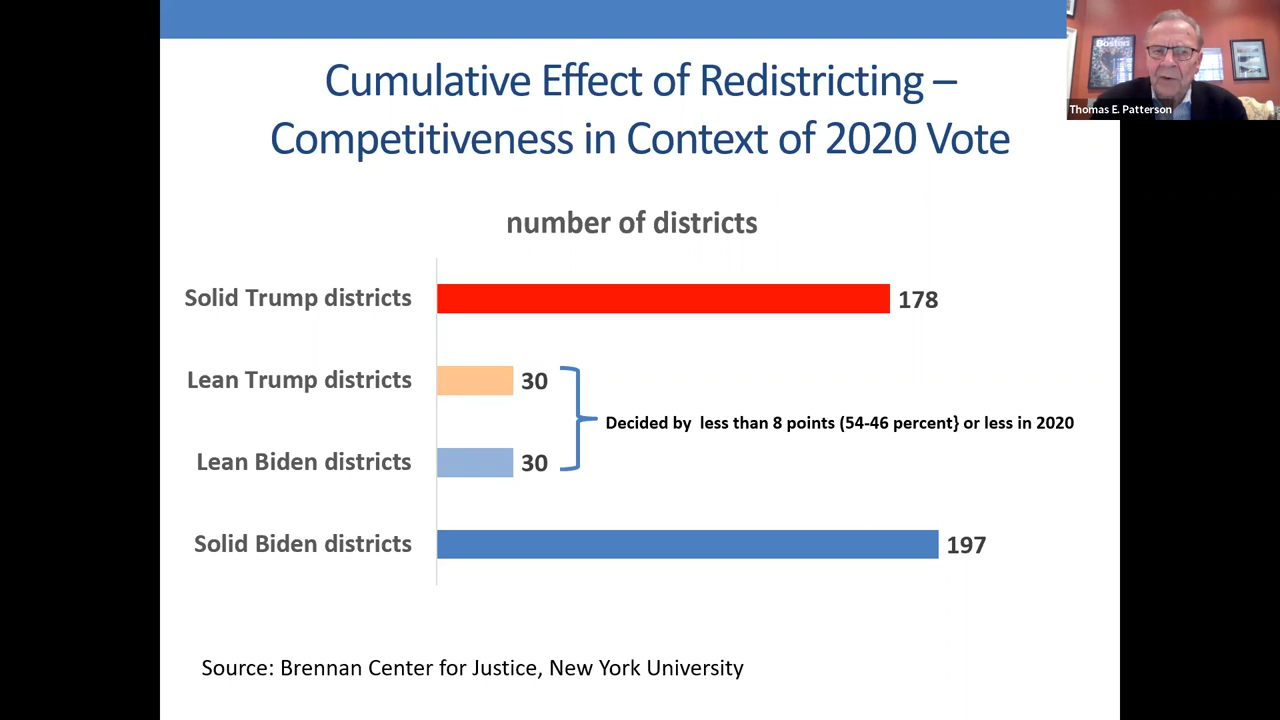 Cumulative Effect of Redistricting –
Competitiveness in Context of 2020 Vote
Boston
Thomas E. Patterson
number of districts
Solid Trump districts 178
Lean Trump districts 30
Decided by less than 8 points (54-46 percent} or less in 2020
Lean Biden districts 30
Solid Biden districts 197
Source: Brennan Center for Justice, New York University